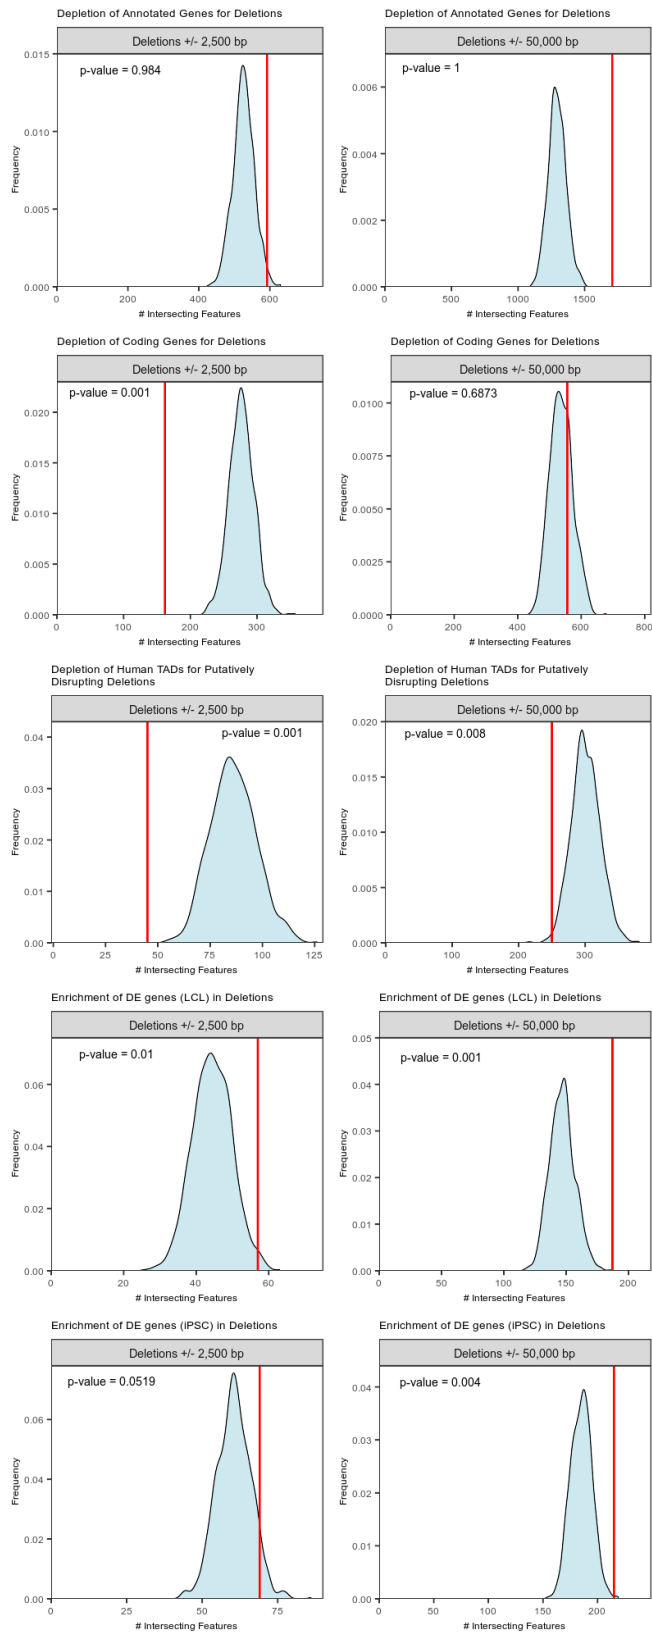 Depletion of Annotated Genes for Deletions
Deletions +/- 2,500 bp
p-value = 0.984
Frequency
0.015
0.010
0.005
0.000
0 200 400 600
# Intersecting Features
Depletion of Annotated Genes for Deletions
Deletions +/- 50,000 bp
p-value = 1
Frequency
0.006
0.004
0.002
0.000
0 500 1000 1500
# Intersecting Features
Depletion of Coding Genes for Deletions
Deletions +/- 2,500 bp
p-value = 0.001
Frequency
0.020
0.015
0.010
0.005
0.000
0 100 200 300
# Intersecting Features
Depletion of Coding Genes for Deletions
Deletions +/- 50,000 bp
p-value = 0.6873
Frequency
0.0100
0.0075
0.0050
0.0025
0.0000
0 200 400 600 800
# Intersecting Features
Depletion of Human TADs for Putatively
Disrupting Deletions
Deletions +/- 2,500 bp
p-value = 0.001
Frequency
0.04
0.03
0.02
0.01
0.00
0 25 50 75 100 125
# Intersecting Features
Depletion of Human TADs for Putatively
Disrupting Deletions
Deletions +/- 50,000 bp
p-value = 0.008
Frequency
0.020
0.015
0.010
0.005
0.000
0 100 200 300
# Intersecting Features
Enrichment of DE genes (LCL) in Deletions
Deletions +/- 2,500 bp
p-value = 0.01
Frequency
0.06
0.04
0.02
0.00
0 20 40 60
# Intersecting Features
Enrichment of DE genes (LCL) in Deletions
Deletions +/- 50,000 bp
p-value = 0.001
Frequency
0.05
0.04
0.03
0.02
0.01
0.00
0 50 100 150 200
# Intersecting Features
Enrichment of DE genes (iPSC) in Deletions
Deletions +/- 2,500 bp
p-value = 0.0519
Frequency
0.06
0.04
0.02
0.00
0 25 50 75
# Intersecting Features
Enrichment of DE genes (iPSC) in Deletions
Deletions +/- 50,000 bp
p-value = 0.004
Frequency
0.04
0.03
0.02
0.01
0.00
0 50 100 150 200
# Intersecting Features